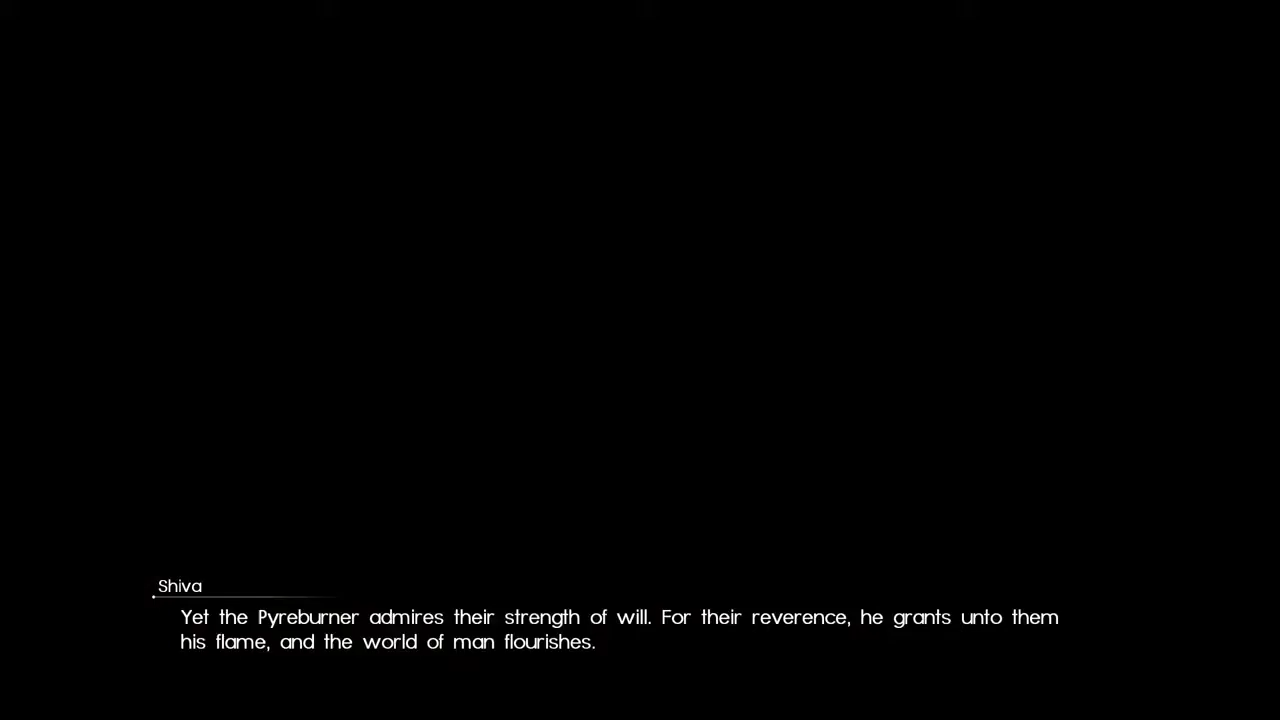 Shiva
Yet the Pyreburner admires their strength of will. For their reverence, he grants unto them
his flame, and the world of man flourishes.